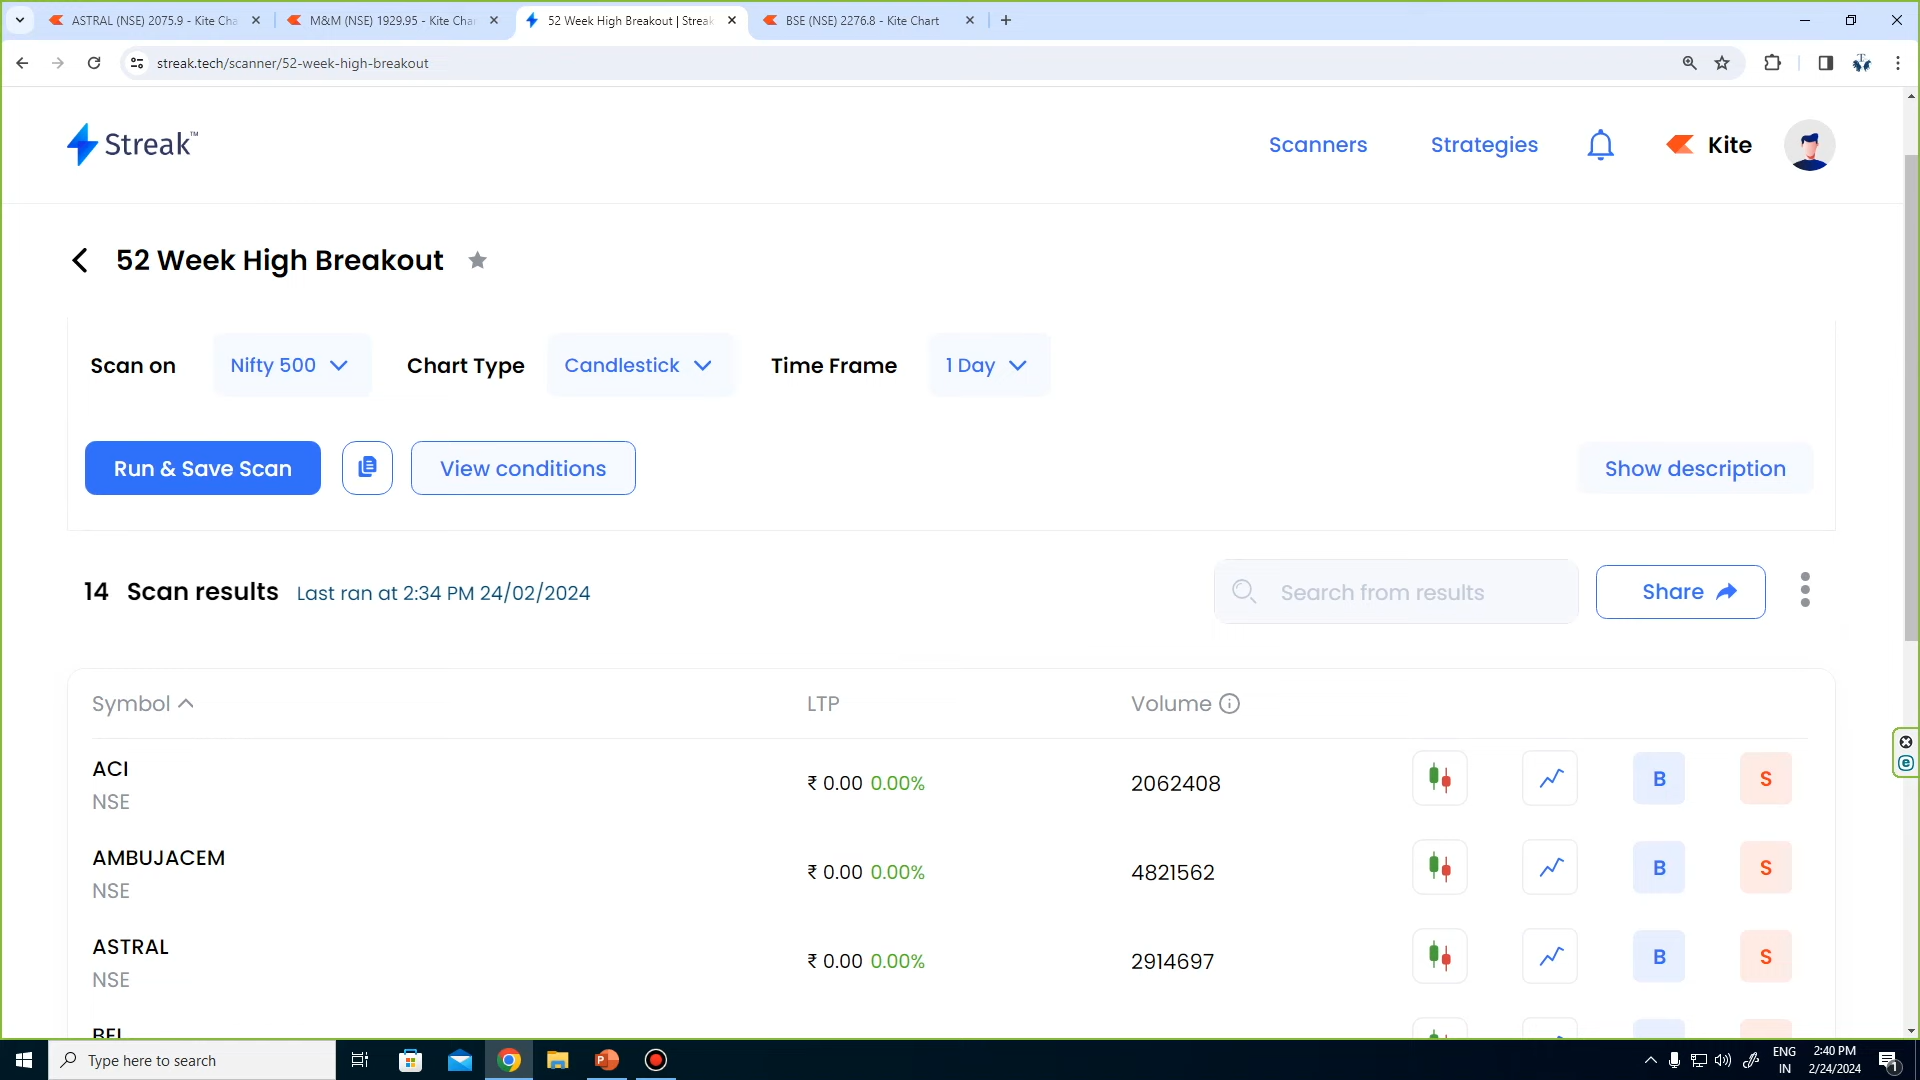 ASTRAL (NSE) 2075.9 - Kite Cha
M&M (NSE) 1929.95 - Kite Char
52 Week High Breakout | Streak
BSE (NSE) 2276.8 - Kite Chart
streak.tech/scanner/52-week-high-breakout
Streak™
Scanners
Strategies
Kite
52 Week High Breakout
Scan on
Nifty 500
Chart Type
Candlestick
Time Frame
1 Day
Run & Save Scan
View conditions
Show description
14 Scan results Last ran at 2:34 PM 24/02/2024
Search from results
Share
Symbol LTP Volume
ACI
NSE
₹ 0.00 0.00%
2062408
B
S
AMBUJACEM
NSE
₹ 0.00 0.00%
4821562
B
S
ASTRAL
NSE
₹ 0.00 0.00%
2914697
B
S
BEL
Type here to search
ENG
IN
2:40 PM
2/24/2024
1